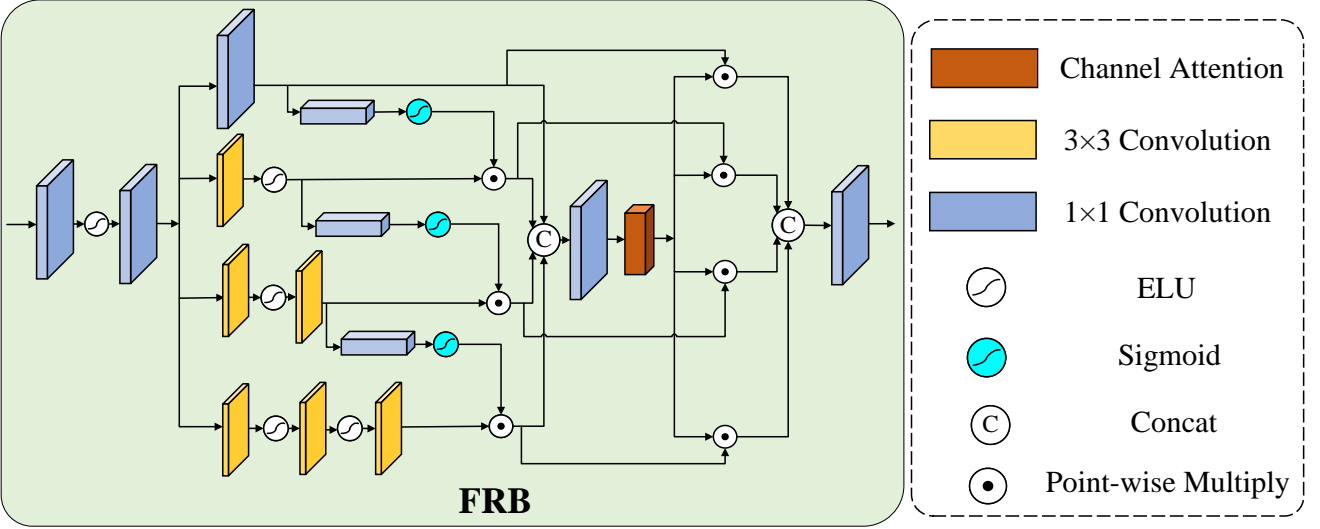 C
C
FRB
Channel Attention
3×3 Convolution
1×1 Convolution
ELU
Sigmoid
C
Concat
Point-wise Multiply